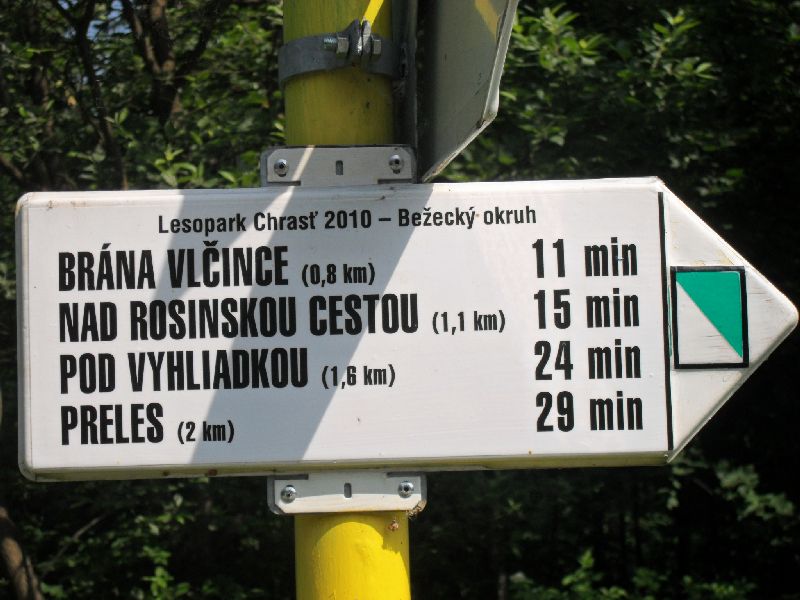 Lesopark Chrasť 2010 – Bežecký okruh
BRÁNA VLČINCE (0,8 km) 11 min
NAD ROSINSKOU CESTOU (1,1 km) 15 min
POD VYHLIADKOU (1,6 km) 24 min
PRELES (2 km) 29 min